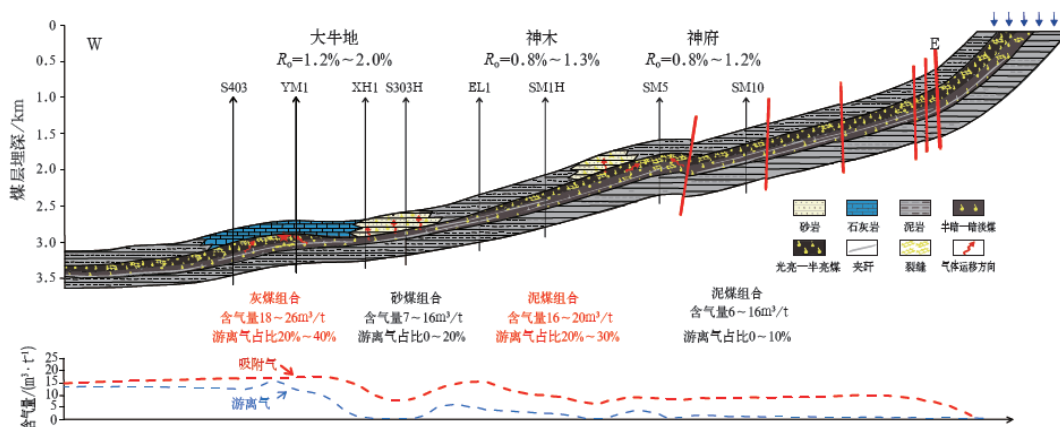 大牛地
神木
神府
Ro=1.2%~2.0%
Ro=0.8%~1.3%
Ro=0.8%~1.2%
W
E
S403
YM1
XH1
S303H
EL1
SM1H
SM5
SM10
煤层埋深/km
0
0.5
1.0
1.5
2.0
2.5
3.0
3.5
砂岩
石灰岩
泥岩
半暗—暗淡煤
光亮—半亮煤
夹矸
裂缝
气体运移方向
灰煤组合
含气量18~26m³/t
游离气占比20%~40%
砂煤组合
含气量7~16m³/t
游离气占比0~20%
泥煤组合
含气量16~20m³/t
游离气占比20%~30%
泥煤组合
含气量6~16m³/t
游离气占比0~10%
含气量/(m³·t⁻¹)
25
20
15
10
5
0
吸附气
游离气